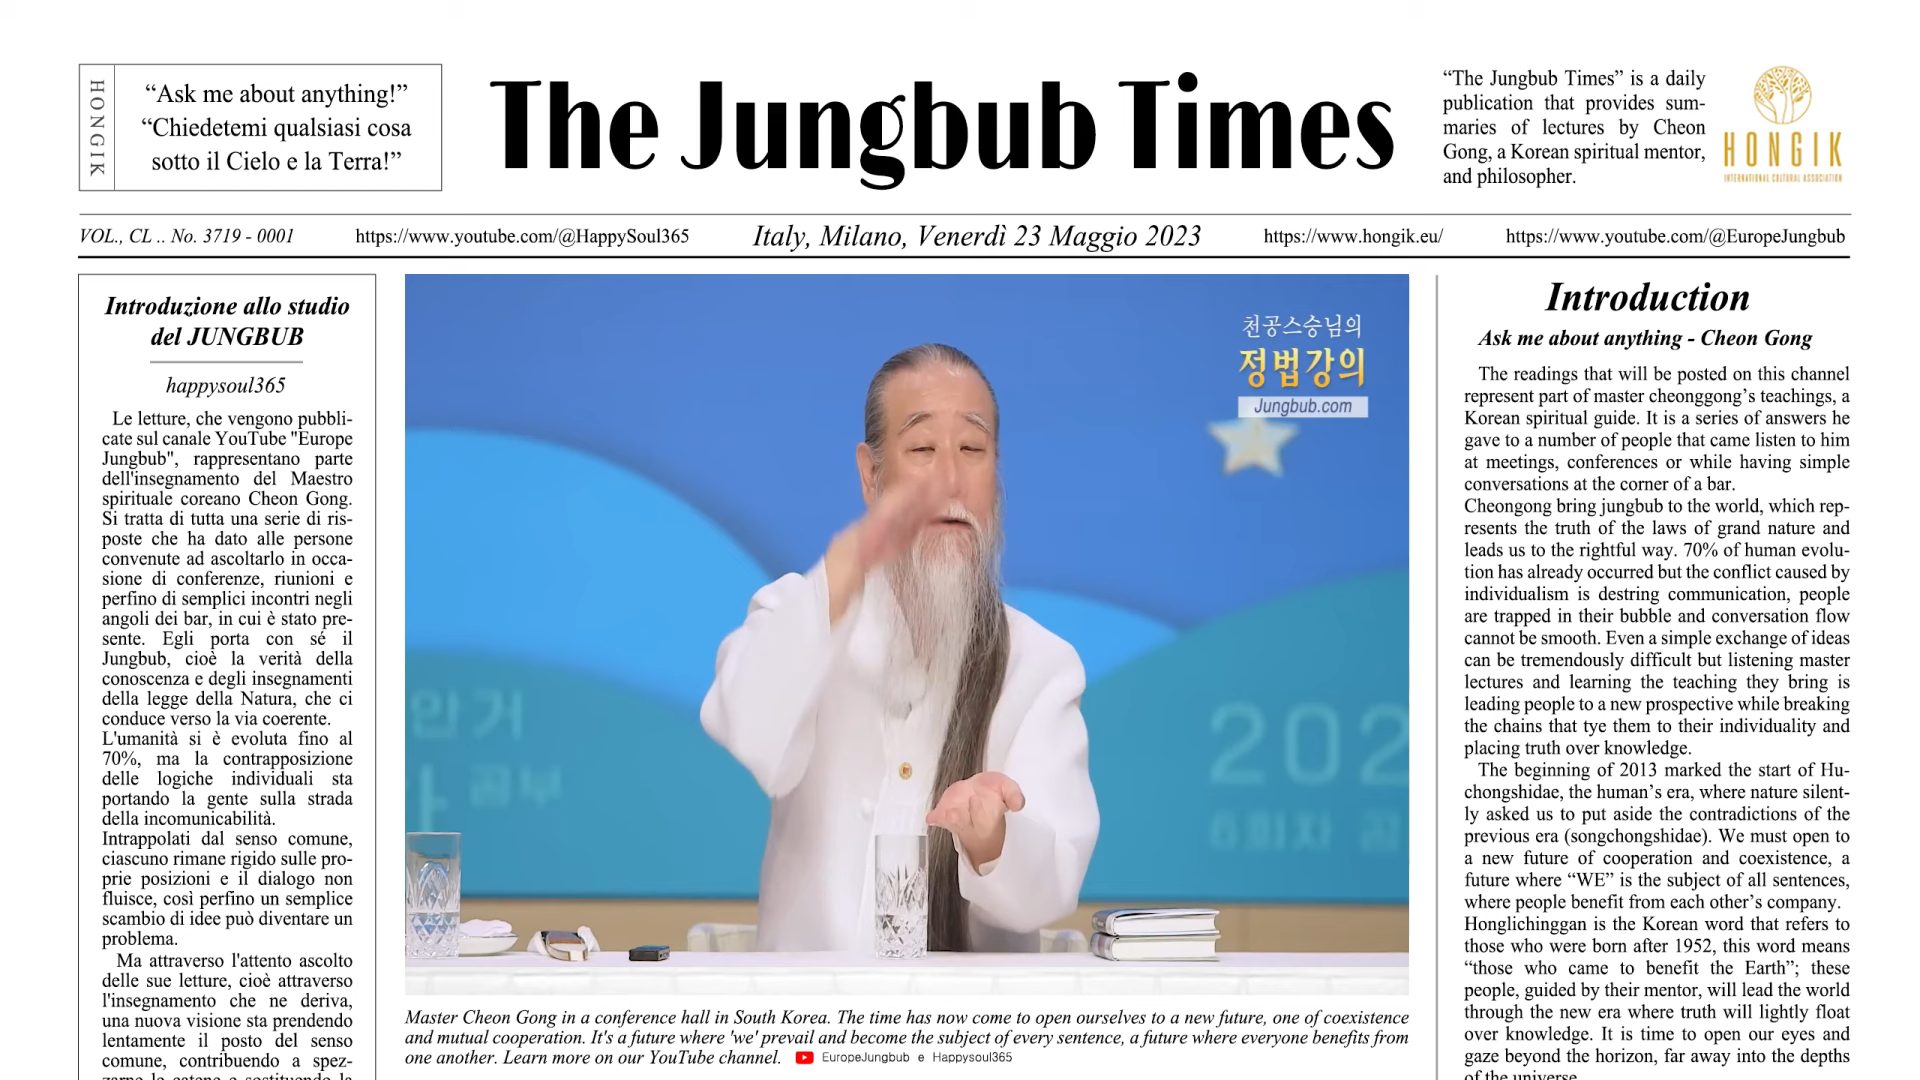 HONGIK
“Ask me about anything!”
“Chiedetemi qualsiasi cosa
sotto il Cielo e la Terra!”
The Jungbub Times
“The Jungbub Times” is a daily
publication that provides sum-
maries of lectures by Cheon
Gong, a Korean spiritual mentor,
and philosopher.
HONGIK
INTERNATIONAL CULTURAL ASSOCIATION
VOL., CL .. No. 3719 - 0001
https://www.youtube.com/@HappySoul365
Italy, Milano, Venerdì 23 Maggio 2023
https://www.hongik.eu/
https://www.youtube.com/@EuropeJungbub
Introduzione allo studio
del JUNGBUB
happysoul365
Le letture, che vengono pubbli-
cate sul canale YouTube "Europe
Jungbub", rappresentano parte
dell'insegnamento del Maestro
spirituale coreano Cheon Gong.
Si tratta di tutta una serie di ris-
poste che ha dato alle persone
convenute ad ascoltarlo in occa-
sione di conferenze, riunioni e
perfino di semplici incontri negli
angoli dei bar, in cui è stato pre-
sente. Egli porta con sé il
Jungbub, cioè la verità della
conoscenza e degli insegnamenti
della legge della Natura, che ci
conduce verso la via coerente.
L'umanità si è evoluta fino al
70%, ma la contrapposizione
delle logiche individuali sta
portando la gente sulla strada
della incomunicabilità.
Intrappolati dal senso comune,
ciascuno rimane rigido sulle pro-
prie posizioni e il dialogo non
fluisce, così perfino un semplice
scambio di idee può diventare un
problema.
Ma attraverso l'attento ascolto
delle sue letture, cioè attraverso
l'insegnamento che ne deriva,
una nuova visione sta prendendo
lentamente il posto del senso
comune, contribuendo a spez-
zarne le catene e sostituendo la
천공스승님의
정법강의
Jungbub.com
안거
공부
202
6회차 공
Master Cheon Gong in a conference hall in South Korea. The time has now come to open ourselves to a new future, one of coexistence
and mutual cooperation. It's a future where 'we' prevail and become the subject of every sentence, a future where everyone benefits from
one another. Learn more on our YouTube channel. EuropeJungbub e Happysoul365
Introduction
Ask me about anything - Cheon Gong
The readings that will be posted on this channel
represent part of master cheonggong’s teachings, a
Korean spiritual guide. It is a series of answers he
gave to a number of people that came listen to him
at meetings, conferences or while having simple
conversations at the corner of a bar.
Cheongong bring jungbub to the world, which rep-
resents the truth of the laws of grand nature and
leads us to the rightful way. 70% of human evolu-
tion has already occurred but the conflict caused by
individualism is destring communication, people
are trapped in their bubble and conversation flow
cannot be smooth. Even a simple exchange of ideas
can be tremendously difficult but listening master
lectures and learning the teaching they bring is
leading people to a new prospective while breaking
the chains that tye them to their individuality and
placing truth over knowledge.
The beginning of 2013 marked the start of Hu-
chongshidae, the human’s era, where nature silent-
ly asked us to put aside the contradictions of the
previous era (songchongshidae). We must open to
a new future of cooperation and coexistence, a
future where “WE” is the subject of all sentences,
where people benefit from each other’s company.
Honglichinggan is the Korean word that refers to
those who were born after 1952, this word means
“those who came to benefit the Earth”; these
people, guided by their mentor, will lead the world
through the new era where truth will lightly float
over knowledge. It is time to open our eyes and
gaze beyond the horizon, far away into the depths
of the universe.